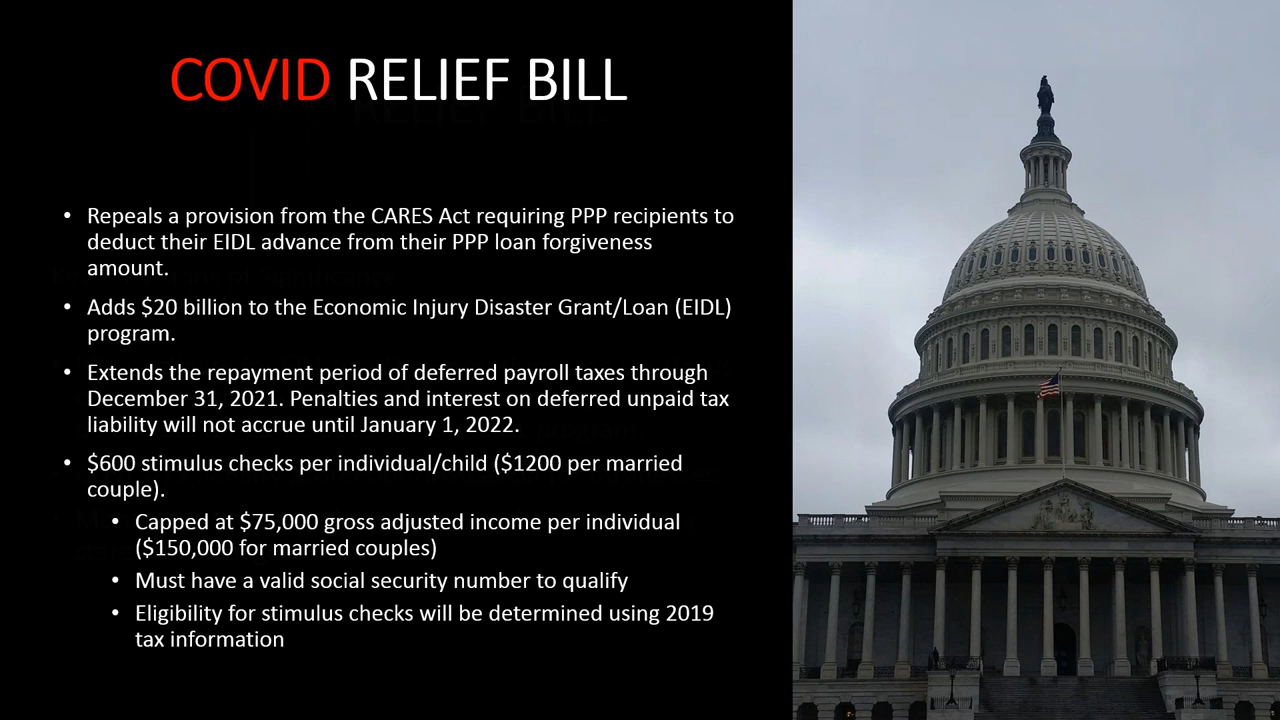 COVID RELIEF BILL
• Repeals a provision from the CARES Act requiring PPP recipients to
deduct their EIDL advance from their PPP loan forgiveness
amount.
• Adds $20 billion to the Economic Injury Disaster Grant/Loan (EIDL)
program.
• Extends the repayment period of deferred payroll taxes through
December 31, 2021. Penalties and interest on deferred unpaid tax
liability will not accrue until January 1, 2022.
• $600 stimulus checks per individual/child ($1200 per married
couple).
• Capped at $75,000 gross adjusted income per individual
($150,000 for married couples)
• Must have a valid social security number to qualify
• Eligibility for stimulus checks will be determined using 2019
tax information